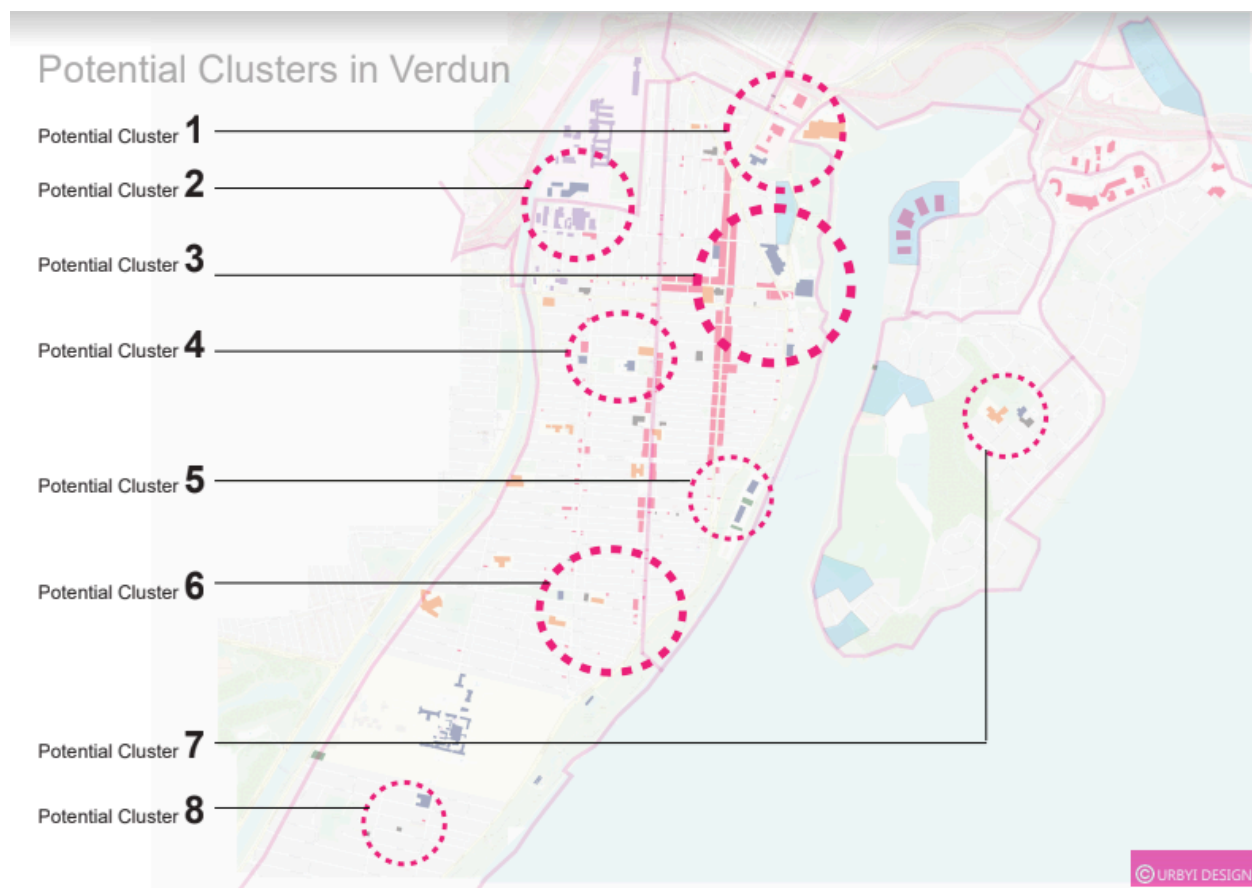 Potential Clusters in Verdun
Potential Cluster 1
Potential Cluster 2
Potential Cluster 3
Potential Cluster 4
Potential Cluster 5
Potential Cluster 6
Potential Cluster 7
Potential Cluster 8
© URBYI DESIGN